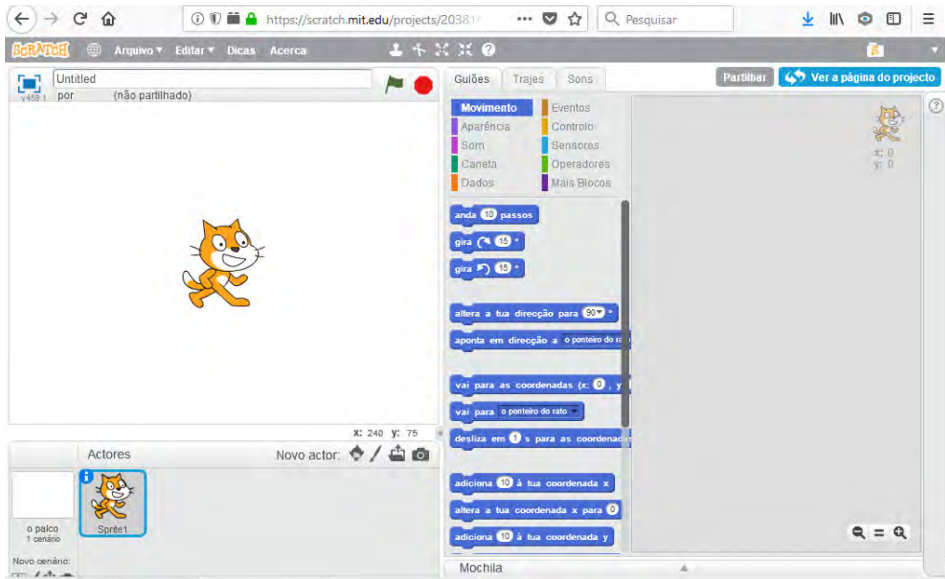 https://scratch.mit.edu/projects/20381
Pesquisar
SCRATCH
Arquivo Editar Dicas Acerca
Untitled
v459.1 por (não partilhado)
x: 240 y: 75
Actores
Novo actor:
Sprite1
o palco
1 cenário
Novo cenário:
Guiões Trajes Sons
Partilhar Ver a página do projecto
Movimento Eventos
Aparência Controlo
Som Sensores
Caneta Operadores
Dados Mais Blocos
anda 10 passos
gira 15 °
gira 15 °
altera a tua direcção para 90 °
aponta em direcção a o ponteiro do
vai para as coordenadas (x: 0 , y
vai para o ponteiro do rato
desliza em 1 s para as
adiciona 10 à tua coordenada x
altera a tua coordenada x para 0
adiciona 10 à tua coordenada y
x: 0
y: 0
Mochila